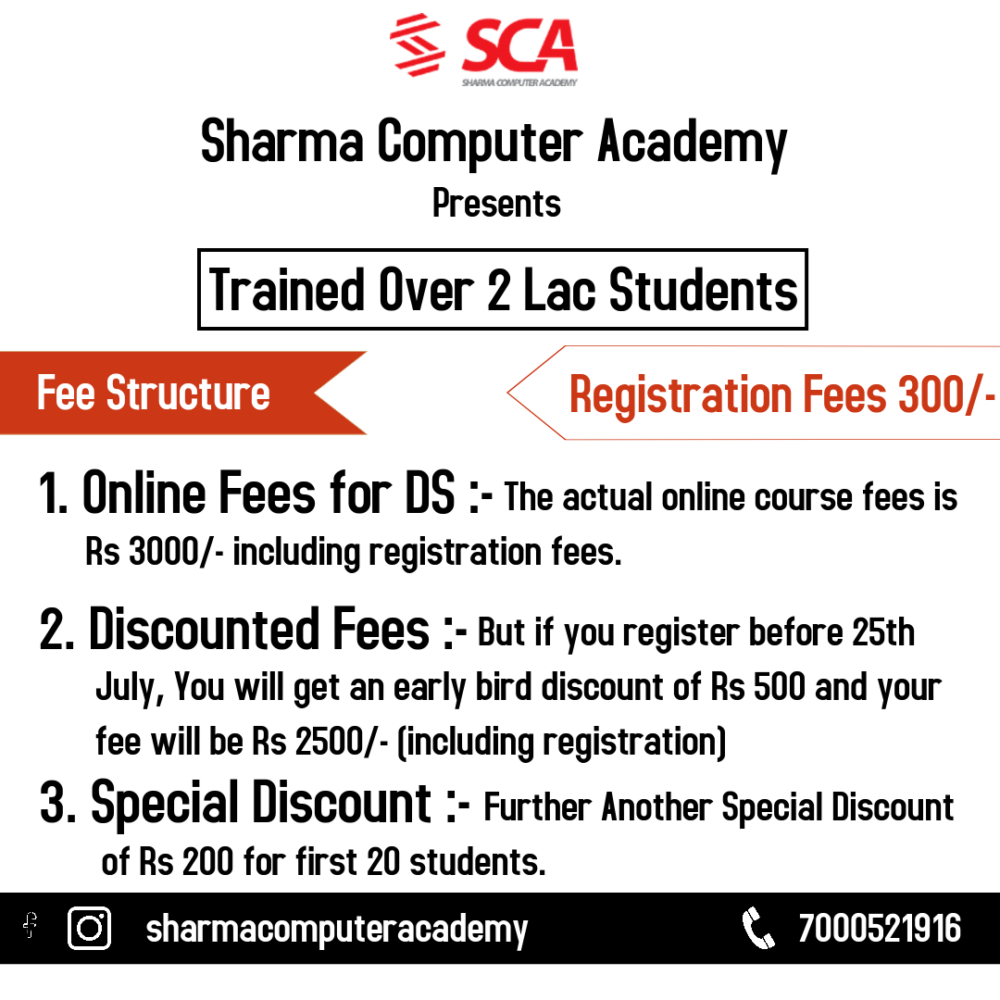 SCA
SHARMA COMPUTER ACADEMY
Sharma Computer Academy
Presents
Trained Over 2 Lac Students
Fee Structure
Registration Fees 300/-
1. Online Fees for DS :- The actual online course fees is
Rs 3000/- including registration fees.
2. Discounted Fees :- But if you register before 25th
July, You will get an early bird discount of Rs 500 and your
fee will be Rs 2500/- (including registration)
3. Special Discount :- Further Another Special Discount
of Rs 200 for first 20 students.
sharmacomputeracademy
7000521916